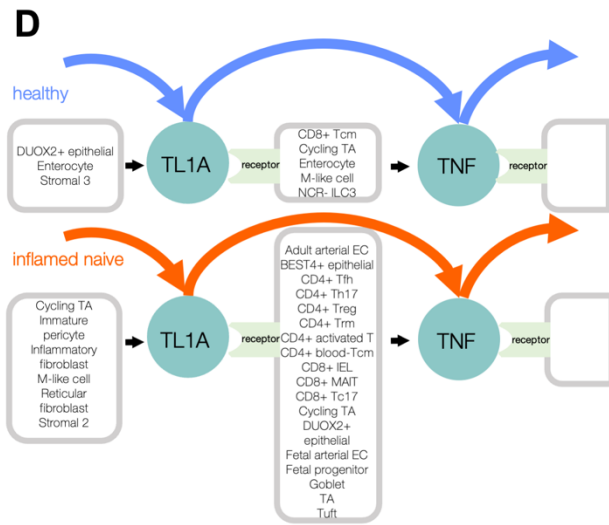 D
healthy
DUOX2+ epithelial
Enterocyte
Stromal 3
TL1A
receptor
CD8+ Tcm
Cycling TA
Enterocyte
M-like cell
NCR- ILC3
TNF
receptor
inflamed naive
Cycling TA
Immature
pericyte
Inflammatory
fibroblast
M-like cell
Reticular
fibroblast
Stromal 2
TL1A
receptor
Adult arterial EC
BEST4+ epithelial
CD4+ Tfh
CD4+ Th17
CD4+ Treg
CD4+ Trm
CD4+ activated T
CD4+ blood-Tcm
CD8+ IEL
CD8+ MAIT
CD8+ Tc17
Cycling TA
DUOX2+
epithelial
Fetal arterial EC
Fetal progenitor
Goblet
TA
Tuft
TNF
receptor